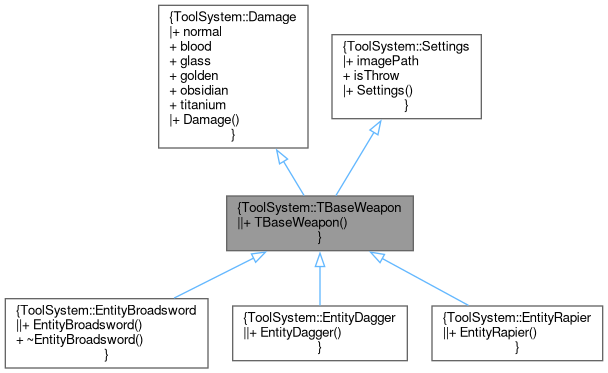 {ToolSystem::Damage
|+ normal
+ blood
+ glass
+ golden
+ obsidian
+ titanium
|+ Damage()
}
{ToolSystem::Settings
|+ imagePath
+ isThrow
|+ Settings()
}
{ToolSystem::TBaseWeapon
||+ TBaseWeapon()
}
{ToolSystem::EntityBroadsword
||+ EntityBroadsword()
+ ~EntityBroadsword()
}
{ToolSystem::EntityDagger
||+ EntityDagger()
}
{ToolSystem::EntityRapier
||+ EntityRapier()
}